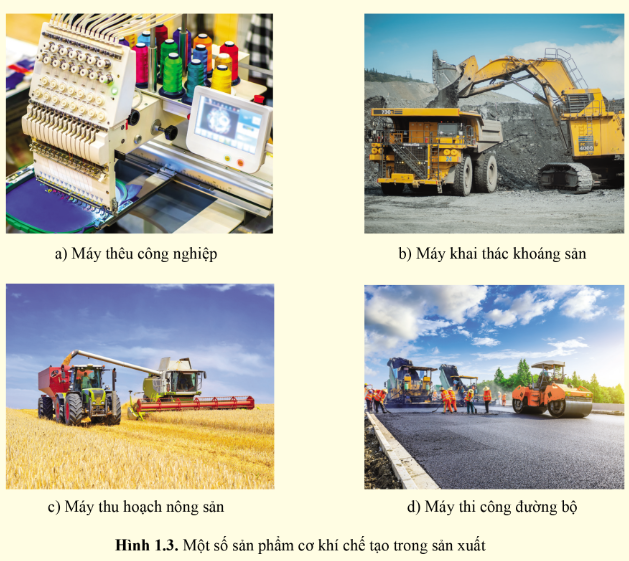 a) Máy thêu công nghiệp
b) Máy khai thác khoáng sản
c) Máy thu hoạch nông sản
d) Máy thi công đường bộ
Hình 1.3. Một số sản phẩm cơ khí chế tạo trong sản xuất